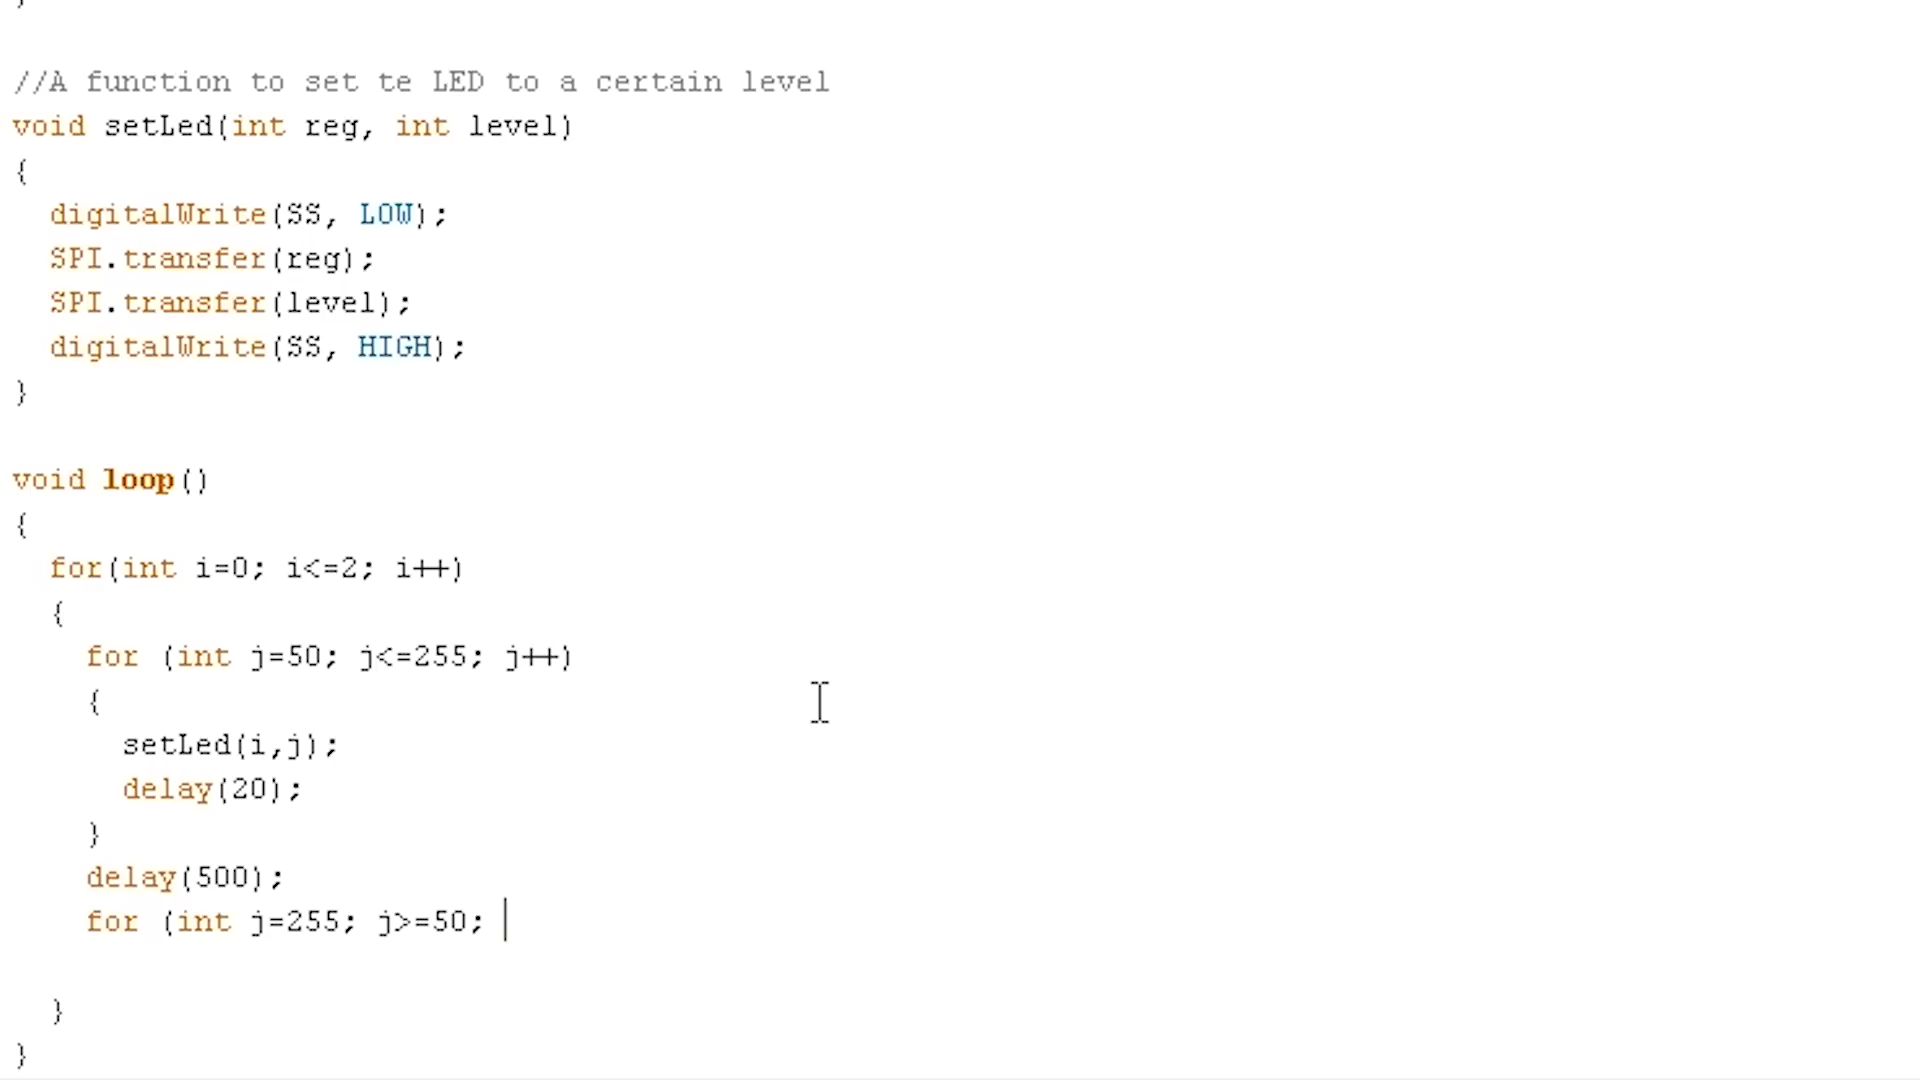 }
//A function to set te LED to a certain level
void setLed(int reg, int level)
{
digitalWrite(SS, LOW);
SPI.transfer(reg);
SPI.transfer(level);
digitalWrite(SS, HIGH);
}
void loop()
{
for(int i=0; i<=2; i++)
{
for (int j=50; j<=255; j++)
{
setLed(i,j);
delay(20);
}
delay(500);
for (int j=255; j>=50;
}
}